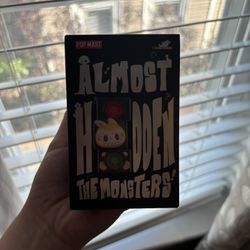 POP MART
ALMOST
HIDDEN
THE MONSTERS